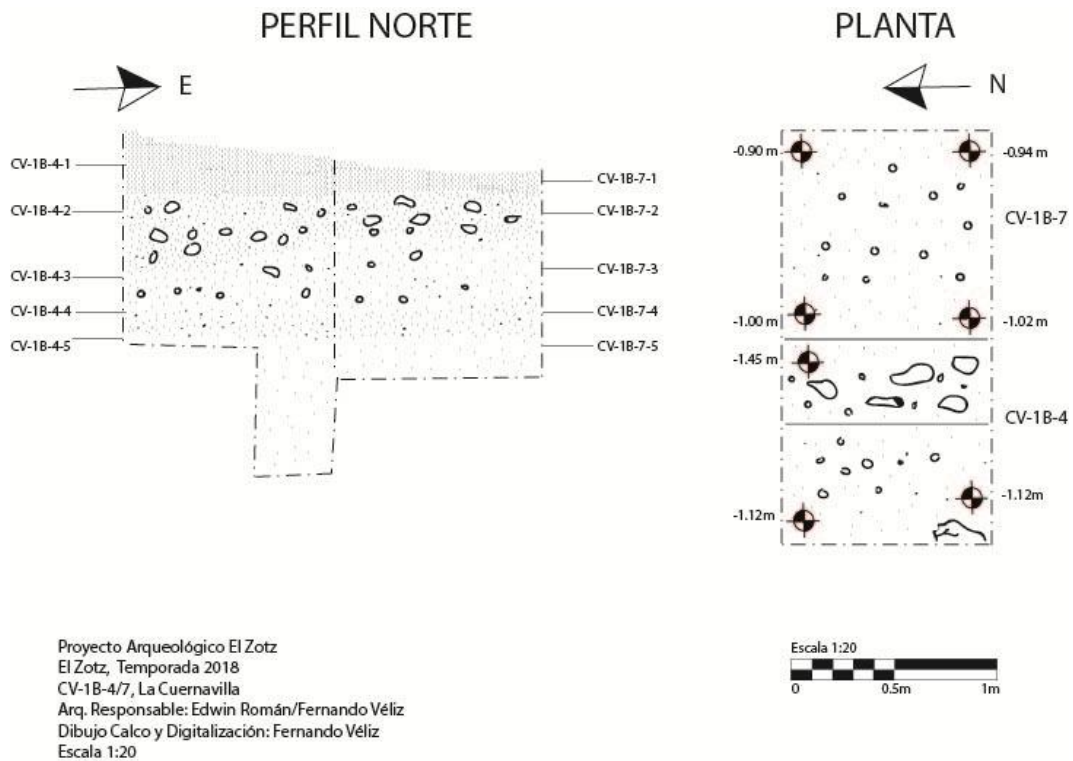 PERFIL NORTE
PLANTA
E
N
CV-1B-4-1
CV-1B-4-2
CV-1B-4-3
CV-1B-4-4
CV-1B-4-5
CV-1B-7-1
CV-1B-7-2
CV-1B-7-3
CV-1B-7-4
CV-1B-7-5
-0.90 m
-0.94 m
CV-1B-7
-1.00 m
-1.02 m
-1.45 m
CV-1B-4
-1.12m
-1.12m
Proyecto Arqueológico El Zotz
El Zotz, Temporada 2018
CV-1B-4/7, La Cuernavilla
Arq. Responsable: Edwin Román/Fernando Véliz
Dibujo Calco y Digitalización: Fernando Véliz
Escala 1:20
Escala 1:20
0 0.5m 1m